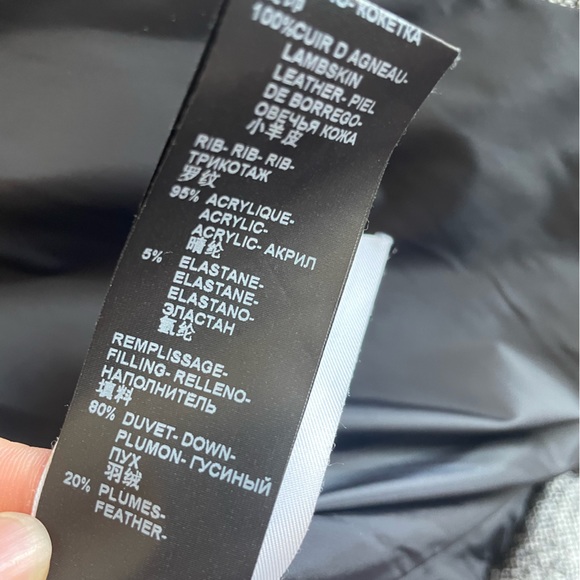 КОКЕТКА
100%CUIR D AGNEAU-
LAMBSKIN
LEATHER- PIEL
DE BORREGO-
ОВЕЧЬЯ КОЖА
小羊皮
RIB- RIB- RIB-
ТРИКОТАЖ
罗纹
95% ACRYLIQUE-
ACRYLIC-
ACRYLIC- АКРИЛ
晴纶
5% ELASTANE-
ELASTANE-
ELASTANO-
ЭЛАСТАН
氨纶
REMPLISSAGE-
FILLING- RELLENO-
НАПОЛНИТЕЛЬ
填料
80% DUVET- DOWN-
PLUMON- ГУСИНЫЙ
ПУХ
羽绒
20% PLUMES-
FEATHER-